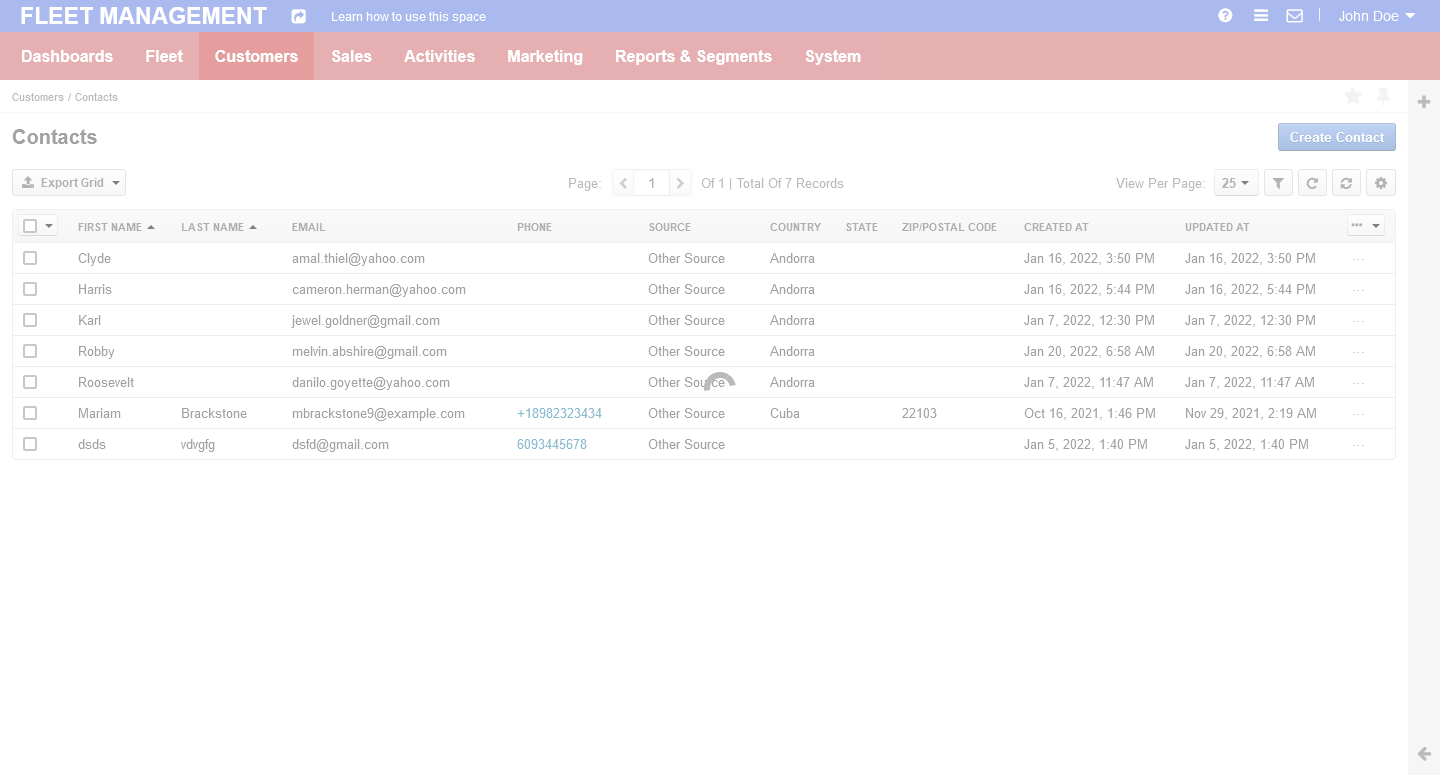 FLEET MANAGEMENT Learn how to use this space John Doe
Dashboards Fleet Customers Sales Activities Marketing Reports & Segments System
Customers / Contacts
Contacts Create Contact
Export Grid Page: 1 Of 1 | Total Of 7 Records View Per Page: 25
FIRST NAME LAST NAME EMAIL PHONE SOURCE COUNTRY STATE ZIP/POSTAL CODE CREATED AT UPDATED AT
Clyde amal.thiel@yahoo.com Other Source Andorra Jan 16, 2022, 3:50 PM Jan 16, 2022, 3:50 PM
Harris cameron.herman@yahoo.com Other Source Andorra Jan 16, 2022, 5:44 PM Jan 16, 2022, 5:44 PM
Karl jewel.goldner@gmail.com Other Source Andorra Jan 7, 2022, 12:30 PM Jan 7, 2022, 12:30 PM
Robby melvin.abshire@gmail.com Other Source Andorra Jan 20, 2022, 6:58 AM Jan 20, 2022, 6:58 AM
Roosevelt danilo.goyette@yahoo.com Other Source Andorra Jan 7, 2022, 11:47 AM Jan 7, 2022, 11:47 AM
Mariam Brackstone mbrackstone9@example.com +18982323434 Other Source Cuba 22103 Oct 16, 2021, 1:46 PM Nov 29, 2021, 2:19 AM
dsds vdvgfg dsfd@gmail.com 6093445678 Other Source Jan 5, 2022, 1:40 PM Jan 5, 2022, 1:40 PM